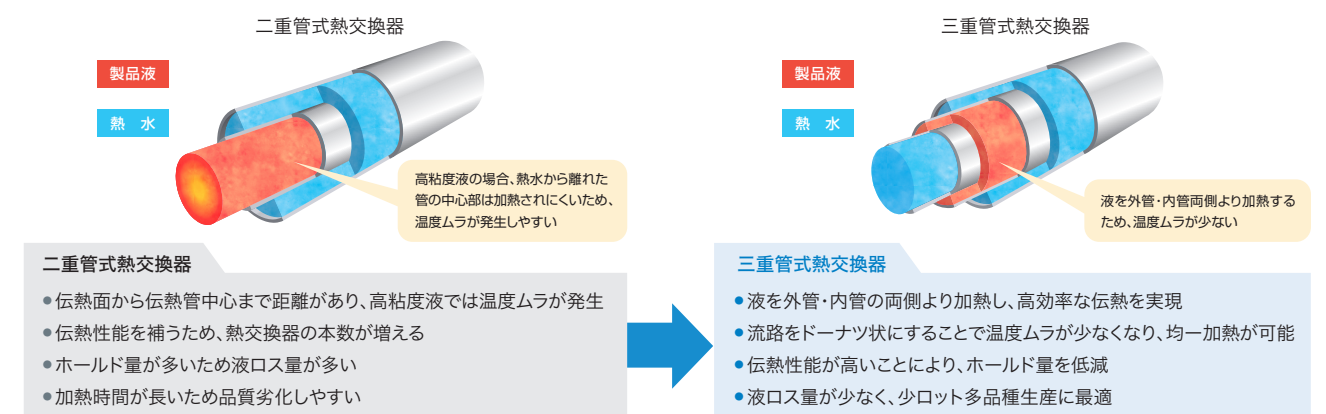 二重管式熱交換器
製品液
熱 水
高粘度液の場合、熱水から離れた
管の中心部は加熱されにくいため、
温度ムラが発生しやすい
二重管式熱交換器
●伝熱面から伝熱管中心まで距離があり、高粘度液では温度ムラが発生
●伝熱性能を補うため、熱交換器の本数が増える
●ホールド量が多いため液ロス量が多い
●加熱時間が長いため品質劣化しやすい
三重管式熱交換器
製品液
熱 水
液を外管・内管両側より加熱する
ため、温度ムラが少ない
三重管式熱交換器
●液を外管・内管の両側より加熱し、高効率な伝熱を実現
●流路をドーナツ状にすることで温度ムラが少なくなり、均一加熱が可能
●伝熱性能が高いことにより、ホールド量を低減
●液ロス量が少なく、少ロット多品種生産に最適